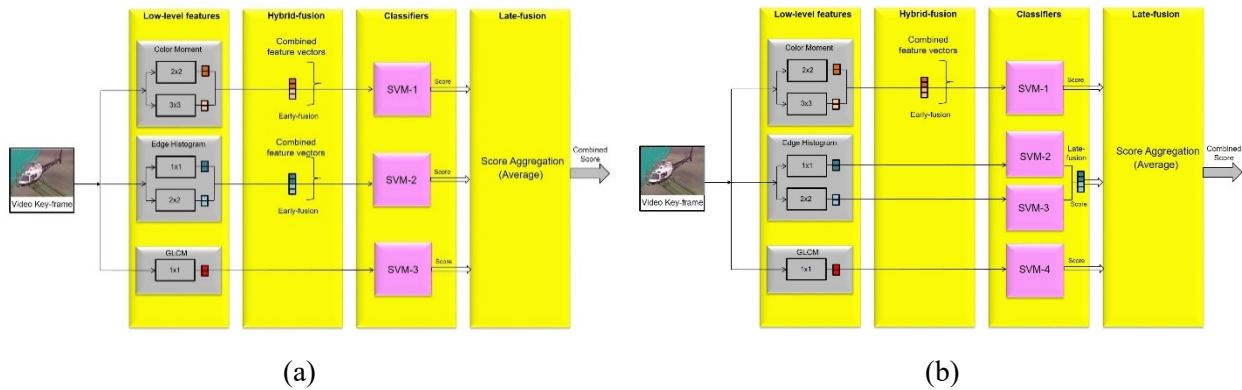 Low-level features
Hybrid-fusion
Classifiers
Late-fusion
Color Moment
2x2
3x3
Combined
feature vectors
Early-fusion
SVM-1
Score
Edge Histogram
1x1
2x2
Combined
feature vectors
Early-fusion
SVM-2
Score
GLCM
1x1
SVM-3
Score
Video Key-frame
Score Aggregation
(Average)
Combined
Score
(a)
Low-level features
Hybrid-fusion
Classifiers
Late-fusion
Color Moment
2x2
3x3
Combined
feature vectors
Early-fusion
SVM-1
Score
Edge Histogram
1x1
2x2
SVM-2
SVM-3
Late-
fusion
Score
GLCM
1x1
SVM-4
Score
Video Key-frame
Score Aggregation
(Average)
Combined
Score
(b)